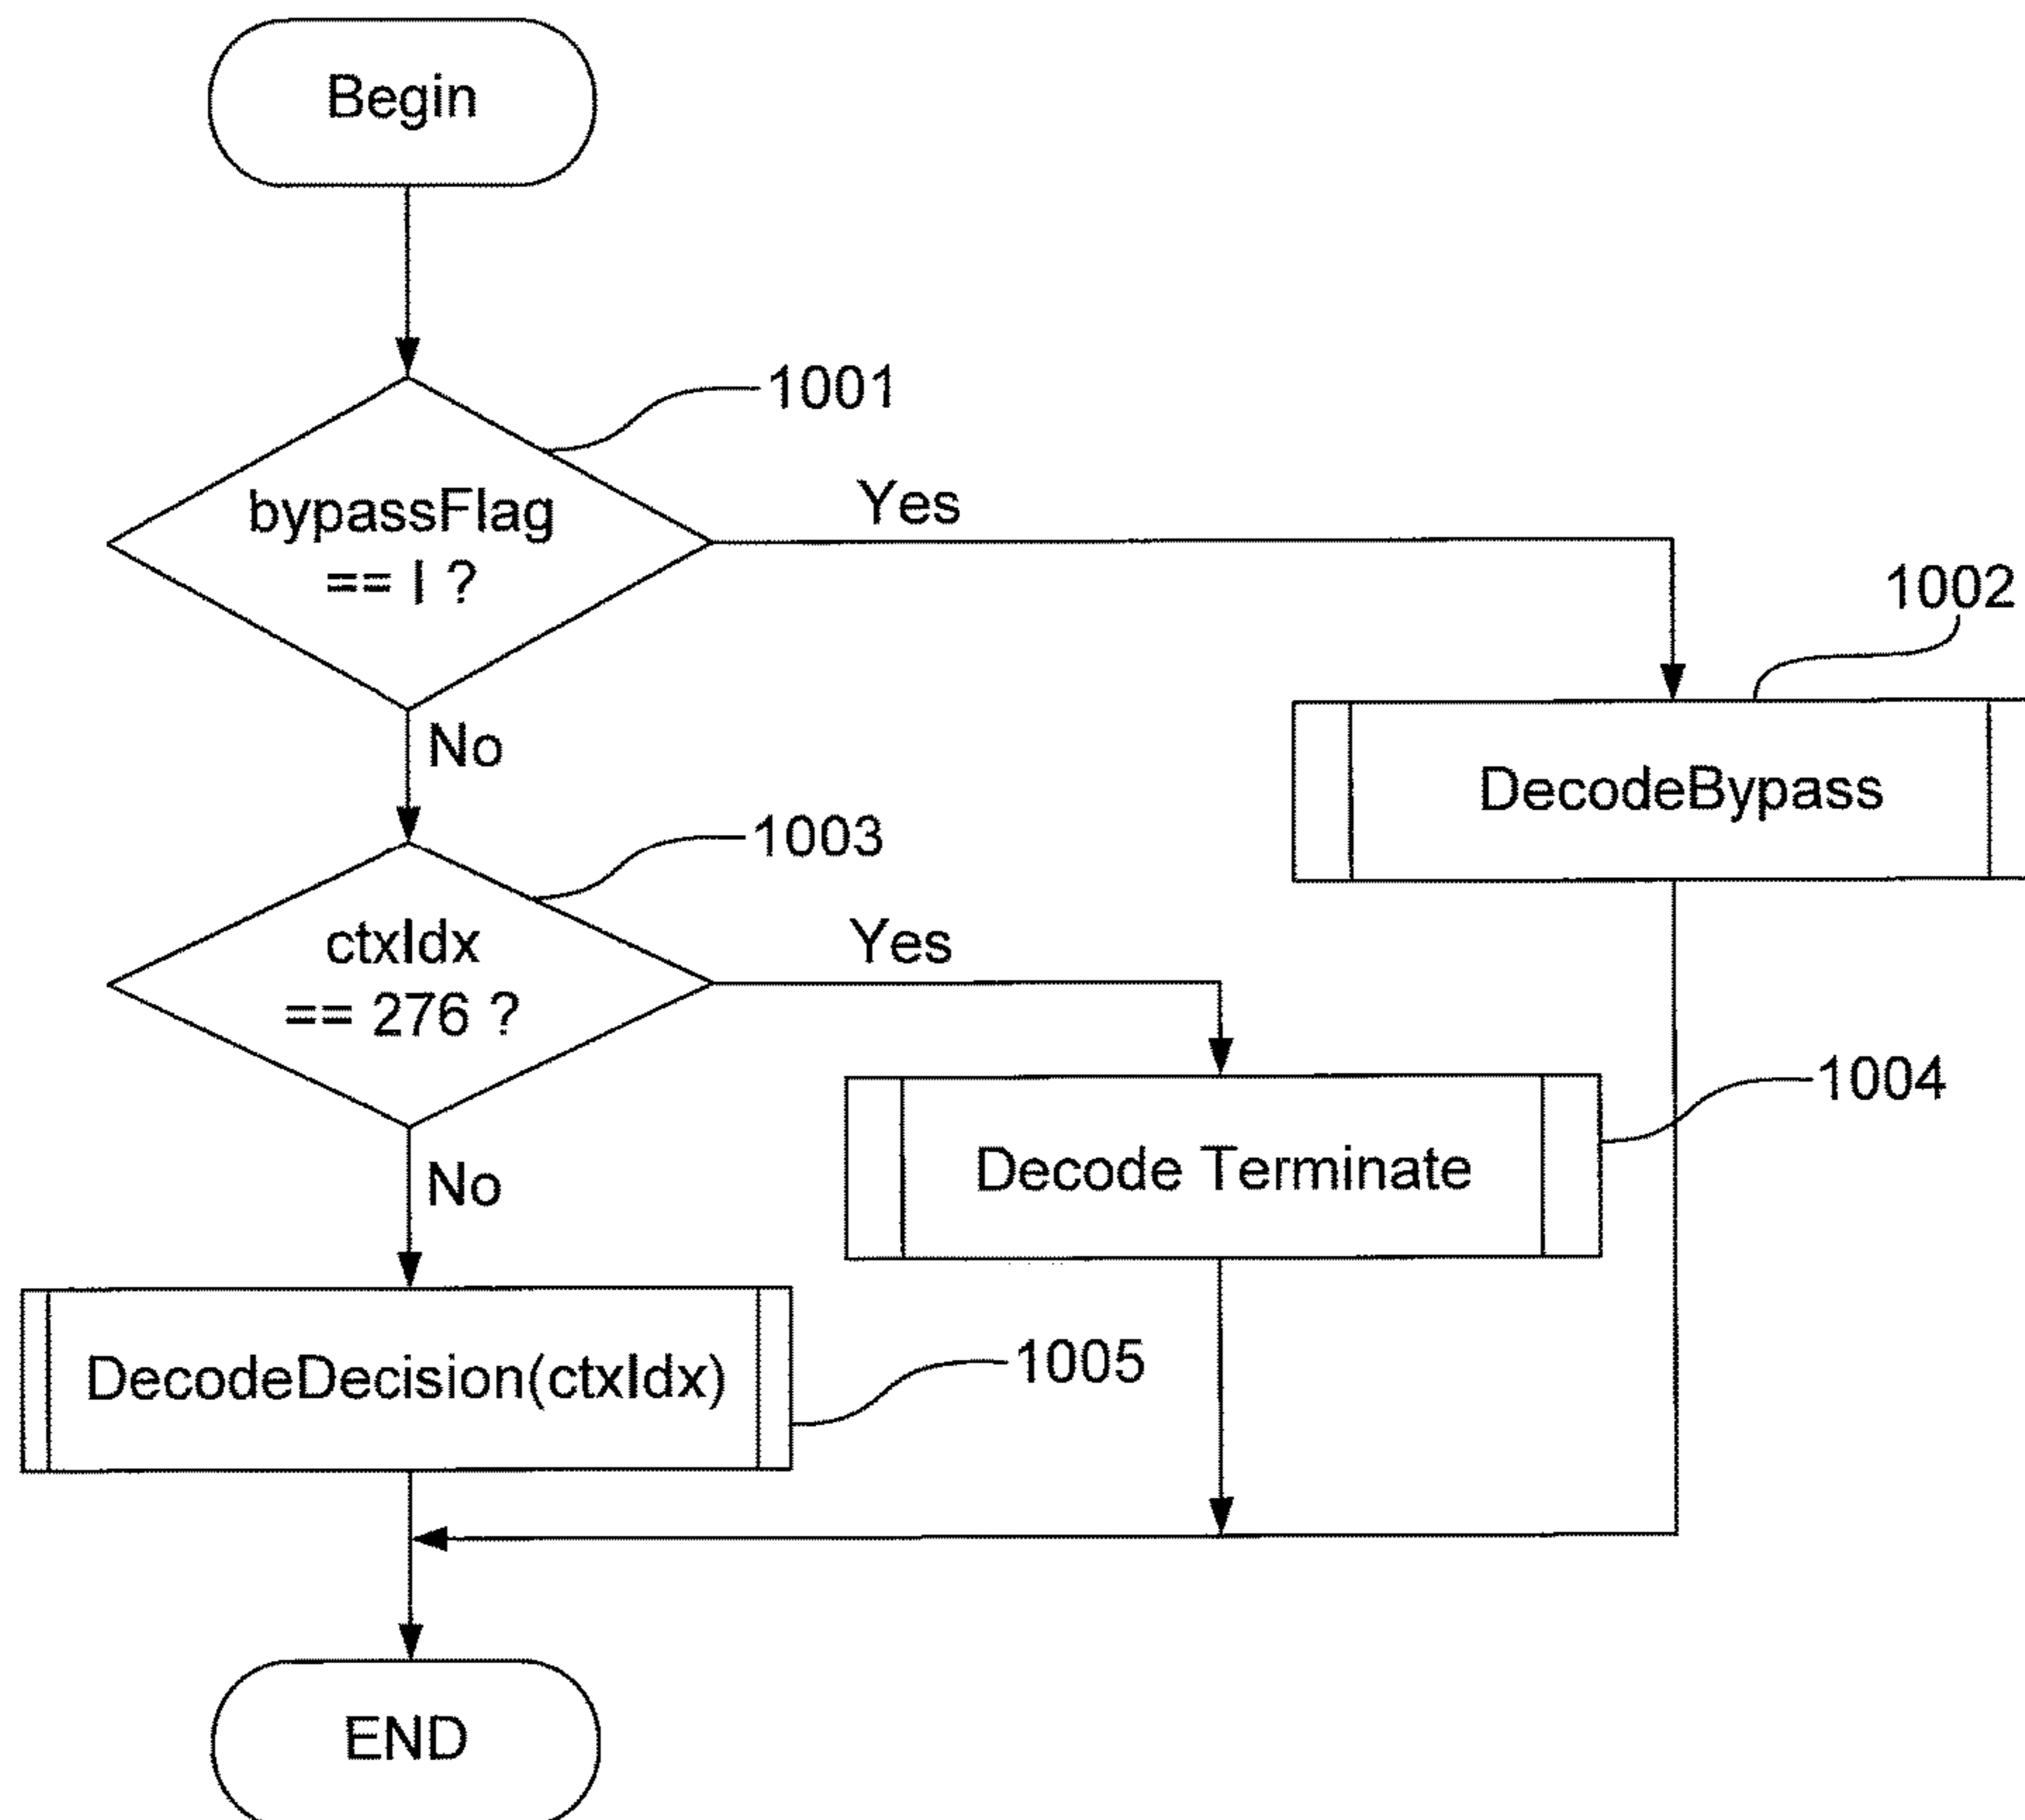 Begin
1001
bypassFlag
== I ?
Yes
1002
DecodeBypass
No
1003
ctxIdx
== 276 ?
Yes
1004
Decode Terminate
No
DecodeDecision(ctxIdx)
1005
END